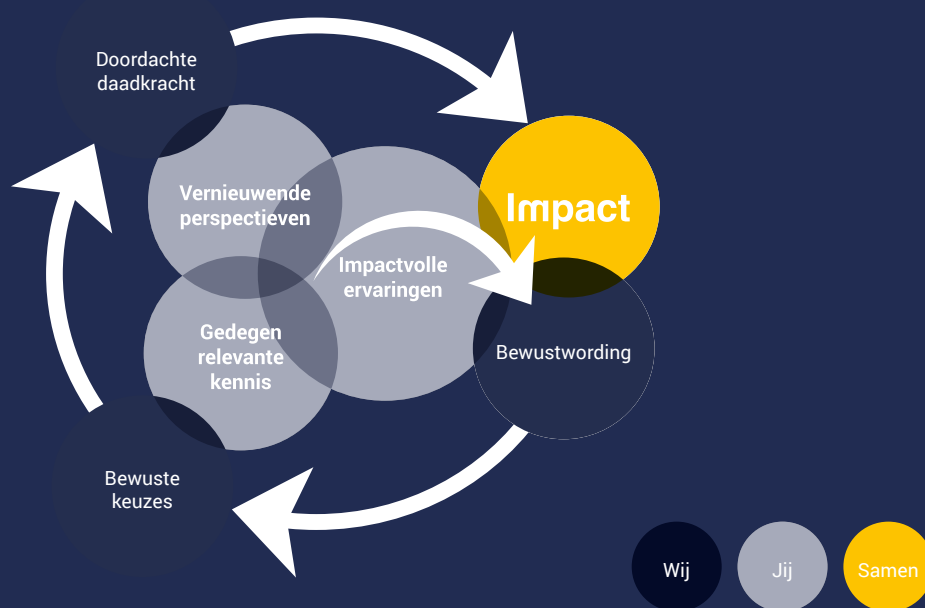 Doordachte
daadkracht
Vernieuwende
perspectieven
Impact
Impactvolle
ervaringen
Gedegen
relevante
kennis
Bewustwording
Bewuste
keuzes
Wij
Jij
Samen